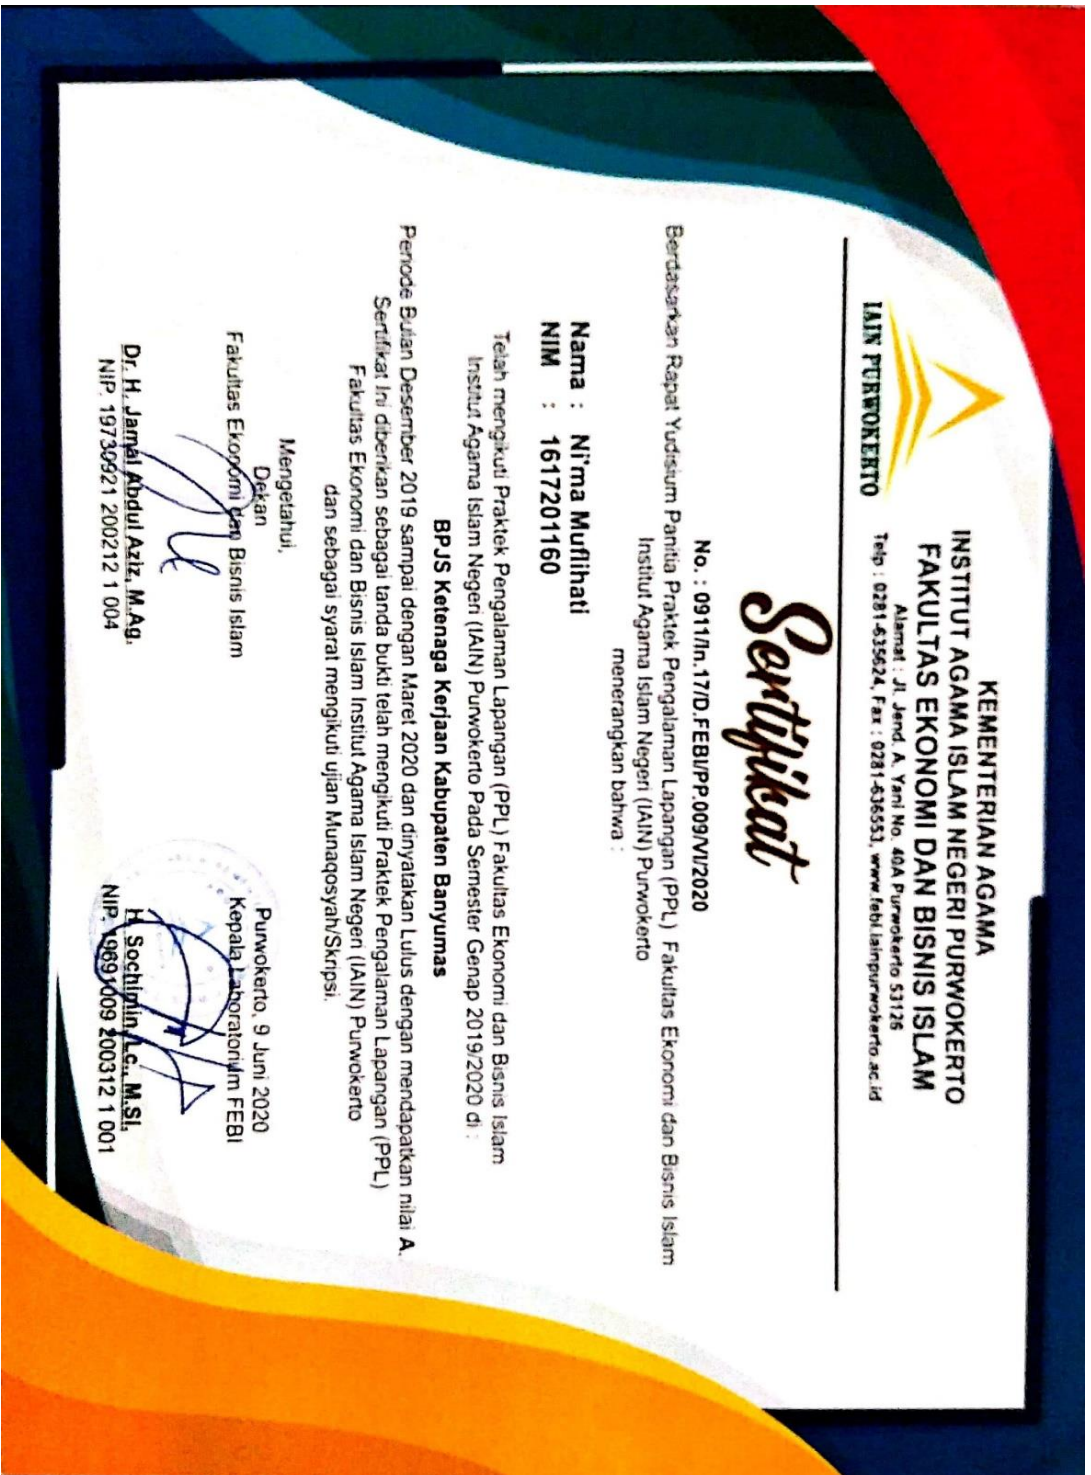 IAIN PURWOKERTO
KEMENTERIAN AGAMA
INSTITUT AGAMA ISLAM NEGERI PURWOKERTO
FAKULTAS EKONOMI DAN BISNIS ISLAM
Alamat : Jl. Jend. A. Yani No. 40A Purwokerto 53126
Telp : 0281-635624, Fax : 0281-636553, www.febi.iainpurwokerto.ac.id
Sertifikat
No. : 0911/In.17/D.FEBI/PP.009/VI/2020
Berdasarkan Rapat Yudisium Panitia Praktek Pengalaman Lapangan (PPL) Fakultas Ekonomi dan Bisnis Islam
Institut Agama Islam Negeri (IAIN) Purwokerto
menerangkan bahwa :
Nama : Ni'ma Muflihati
NIM : 1617201160
Telah mengikuti Praktek Pengalaman Lapangan (PPL) Fakultas Ekonomi dan Bisnis Islam
Institut Agama Islam Negeri (IAIN) Purwokerto Pada Semester Genap 2019/2020 di :
BPJS Ketenaga Kerjaan Kabupaten Banyumas
Periode Bulan Desember 2019 sampai dengan Maret 2020 dan dinyatakan Lulus dengan mendapatkan nilai A.
Sertifikat Ini diberikan sebagai tanda bukti telah mengikuti Praktek Pengalaman Lapangan (PPL)
Fakultas Ekonomi dan Bisnis Islam Institut Agama Islam Negeri (IAIN) Purwokerto
dan sebagai syarat mengikuti ujian Munaqosyah/Skripsi.
Mengetahui,
Dekan
Fakultas Ekonomi dan Bisnis Islam
Dr. H. Jamal Abdul Aziz, M.Ag.
NIP. 19730921 200212 1 004
Purwokerto, 9 Juni 2020
Kepala Laboratorium FEBI
H. Sochimin, Lc., M.Si.
NIP. 19691009 200312 1 001